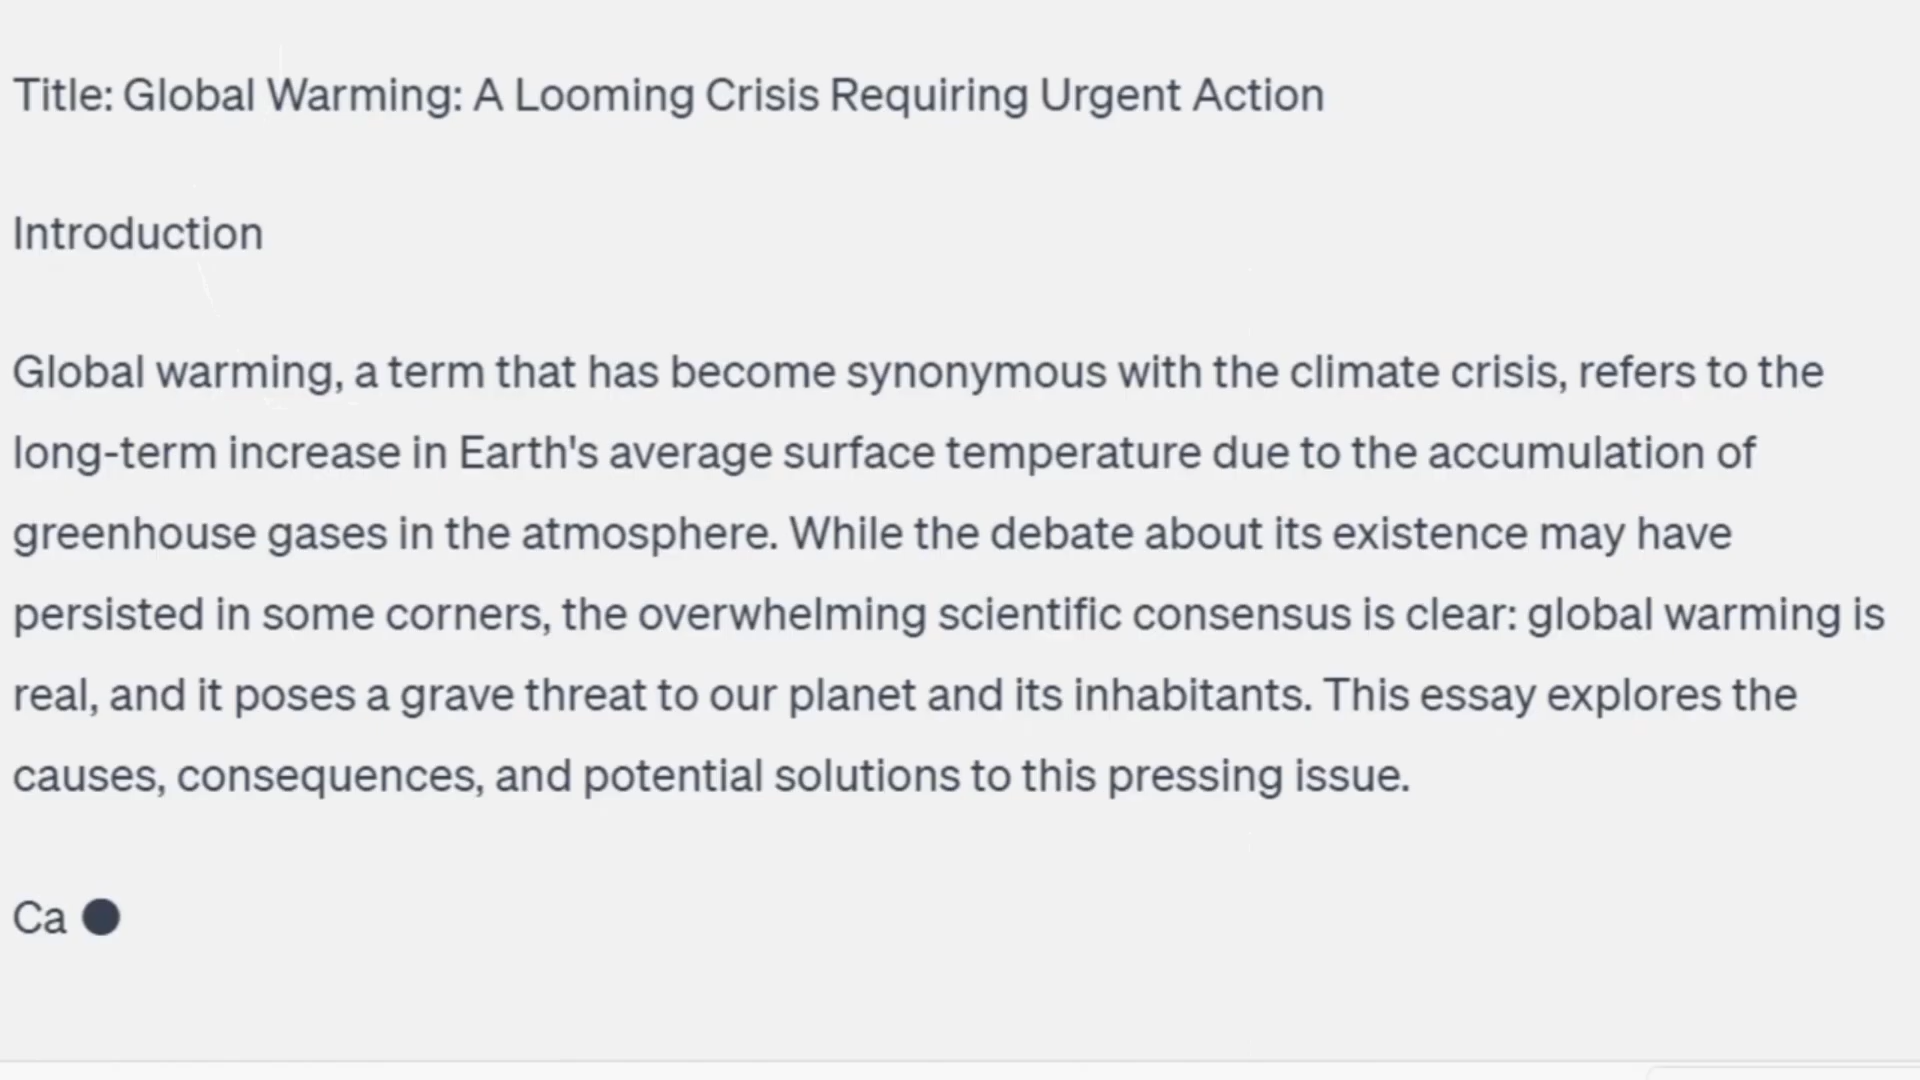 Title: Global Warming: A Looming Crisis Requiring Urgent Action
Introduction
Global warming, a term that has become synonymous with the climate crisis, refers to the
long-term increase in Earth's average surface temperature due to the accumulation of
greenhouse gases in the atmosphere. While the debate about its existence may have
persisted in some corners, the overwhelming scientific consensus is clear: global warming is
real, and it poses a grave threat to our planet and its inhabitants. This essay explores the
causes, consequences, and potential solutions to this pressing issue.
Ca